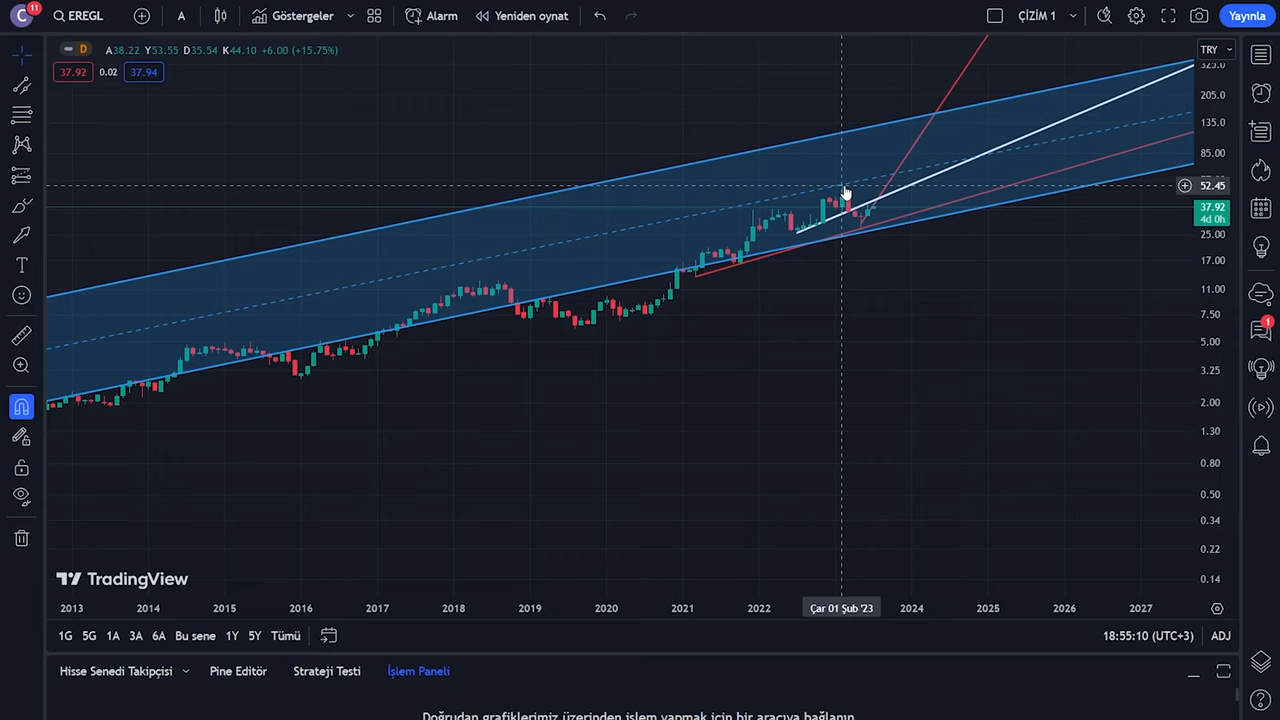 C 11 EREGL A Göstergeler Alarm Yeniden oynat ÇİZİM 1 Yayınla
D A38.22 Y53.55 D35.54 K44.10 +6.00 (+15.75%) TRY
37.92 0.02 37.94
325.0
205.0
135.0
85.00
52.45
37.92
4d 0h
25.00
17.00
11.00
7.50
5.00
3.25
2.00
1.30
0.80
0.50
0.34
0.22
0.14
1
TradingView
2013 2014 2015 2016 2017 2018 2019 2020 2021 2022 Çar 01 Şub '23 2024 2025 2026 2027
1G 5G 1A 3A 6A Bu sene 1Y 5Y Tümü 18:55:10 (UTC+3) ADJ
Hisse Senedi Takipçisi Pine Editör Strateji Testi İşlem Paneli
Doğrudan grafiklerimiz üzerinden işlem yapmak için bir aracıya bağlanın